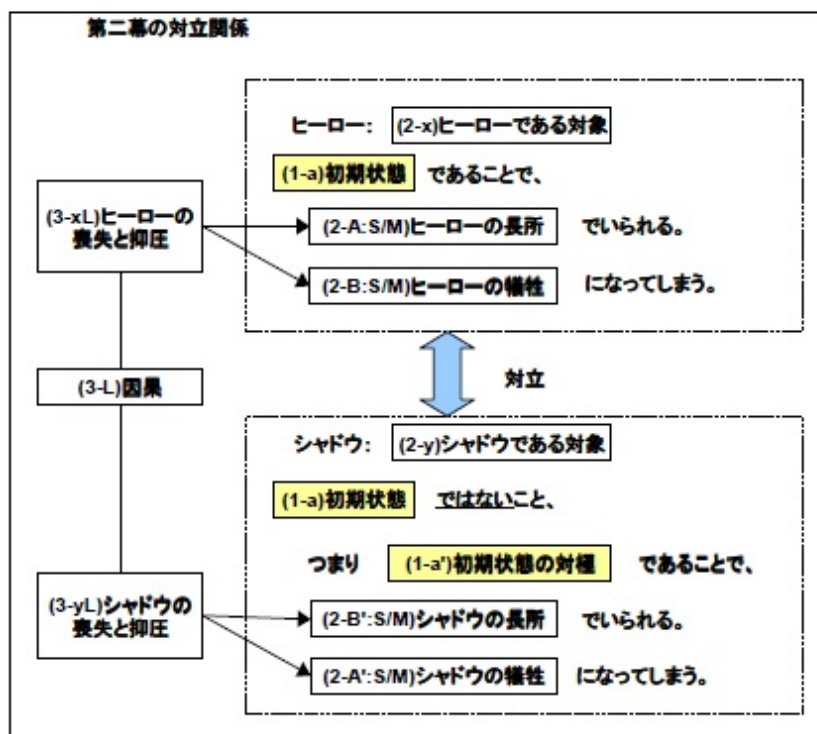 第二幕の対立関係
ヒーロー: (2-x)ヒーローである対象
(1-a)初期状態 であることで、
(3-xL)ヒーローの
喪失と抑圧
(2-A:S/M)ヒーローの長所 でいられる。
(2-B:S/M)ヒーローの犠牲 になってしまう。
(3-L)因果
対立
シャドウ: (2-y)シャドウである対象
(1-a)初期状態 ではないこと、
つまり (1-a')初期状態の対極 であることで、
(3-yL)シャドウの
喪失と抑圧
(2-B':S/M)シャドウの長所 でいられる。
(2-A':S/M)シャドウの犠牲 になってしまう。